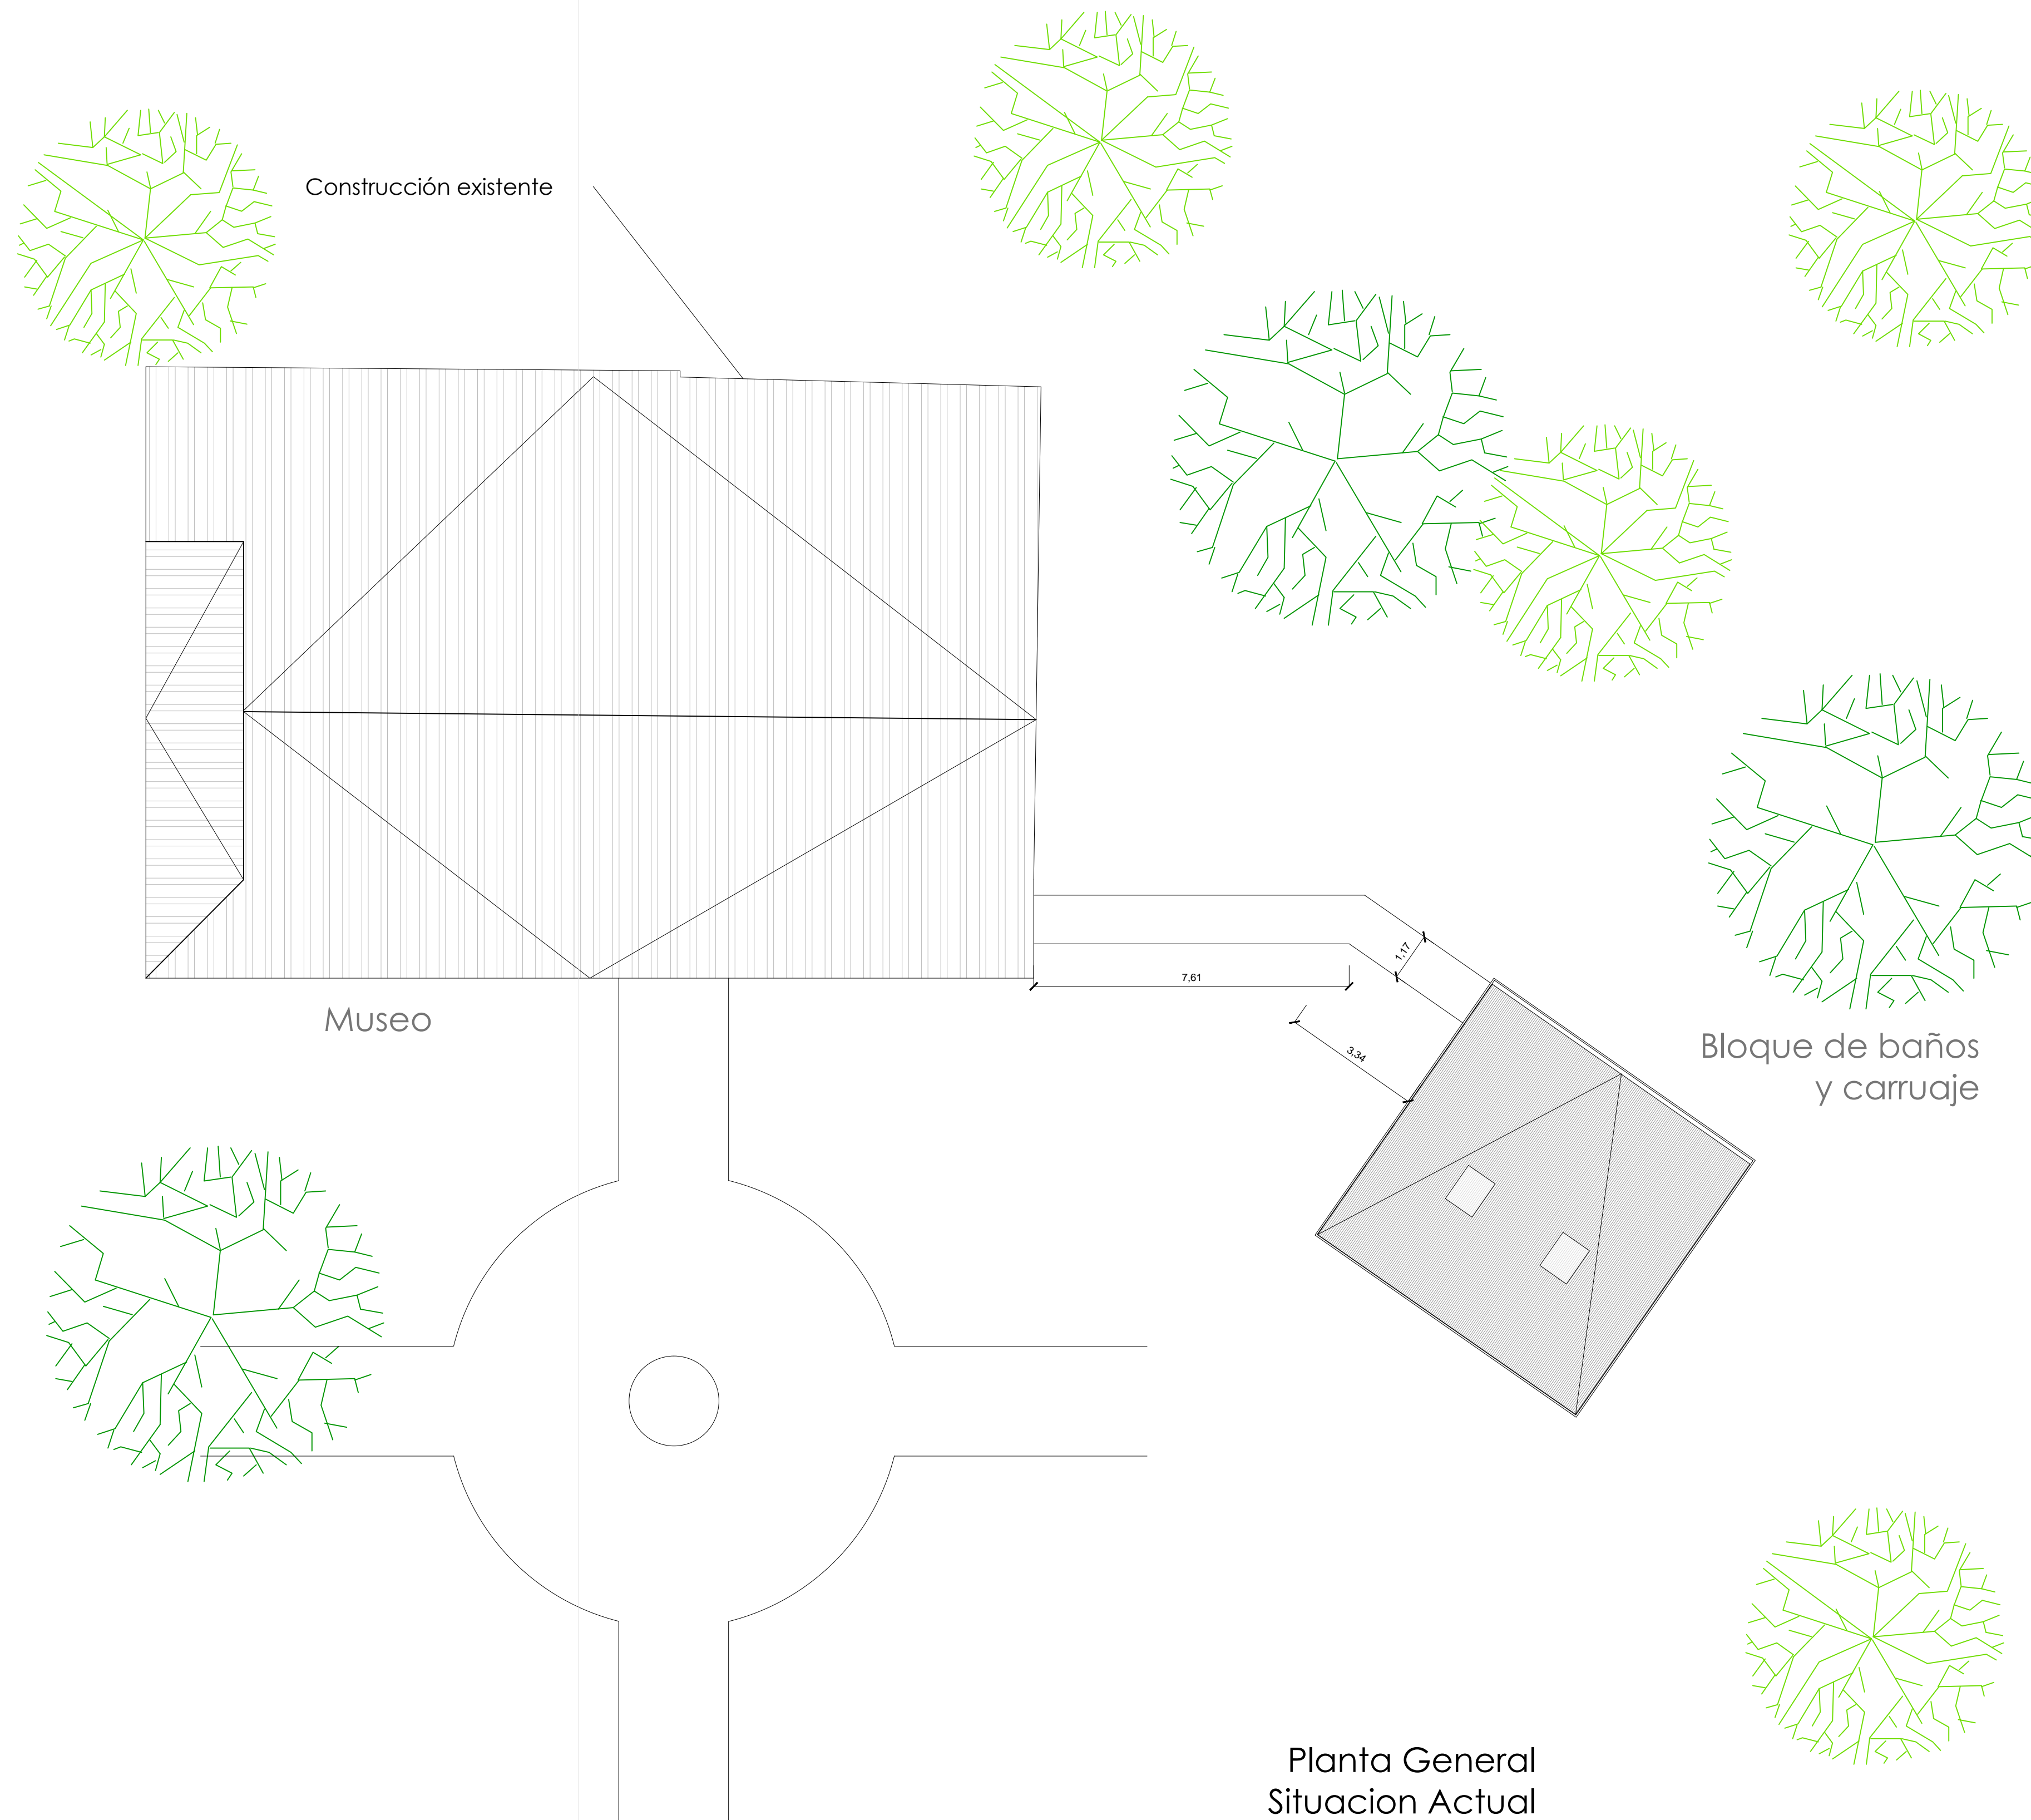 Construcción existente
1,17
7,61
Museo
3,34
Bloque de baños
y carruaje
Planta General
Situacion Actual